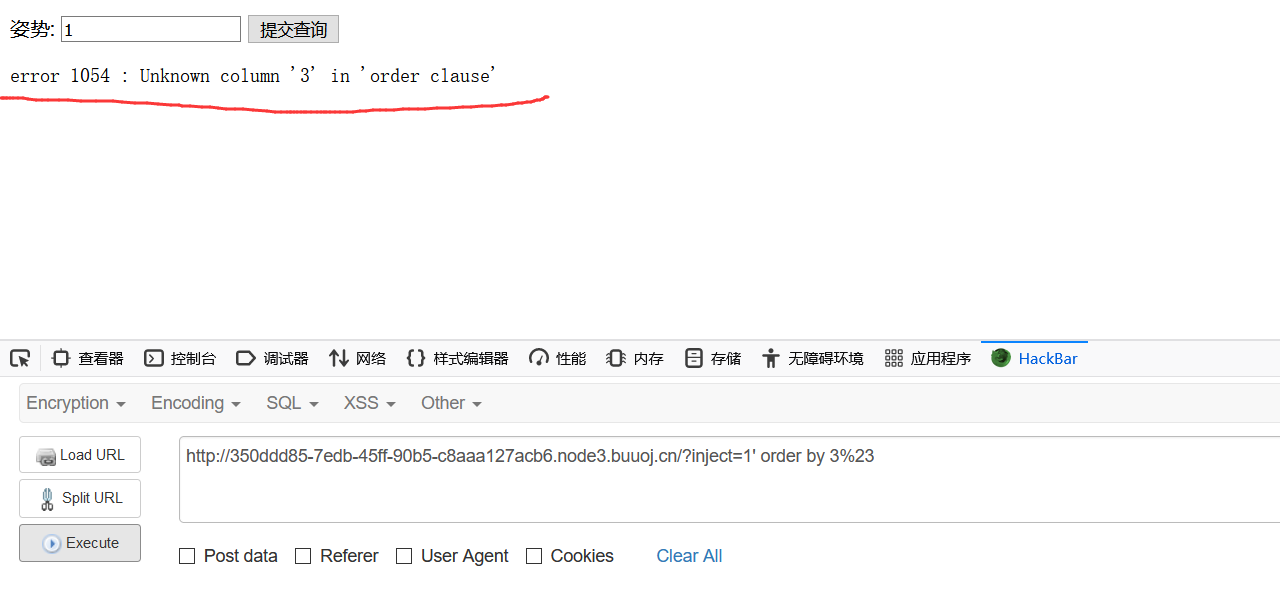 姿势: 1 提交查询
error 1054 : Unknown column '3' in 'order clause'
查看器 控制台 调试器 网络 样式编辑器 性能 内存 存储 无障碍环境 应用程序 HackBar
Encryption Encoding SQL XSS Other
Load URL http://350ddd85-7edb-45ff-90b5-c8aaa127acb6.node3.buuoj.cn/?inject=1' order by 3%23
Split URL
Execute
Post data Referer User Agent Cookies Clear All